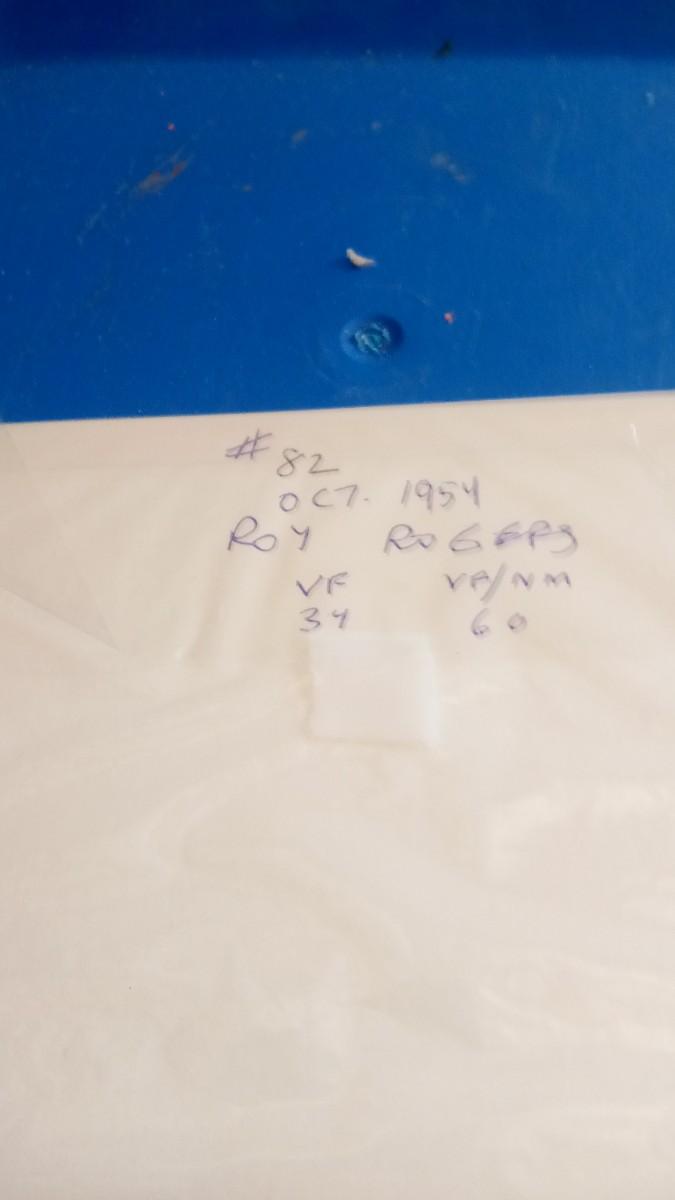 #82
OCT. 1954
ROY ROGERS
VF VF/NM
34 60